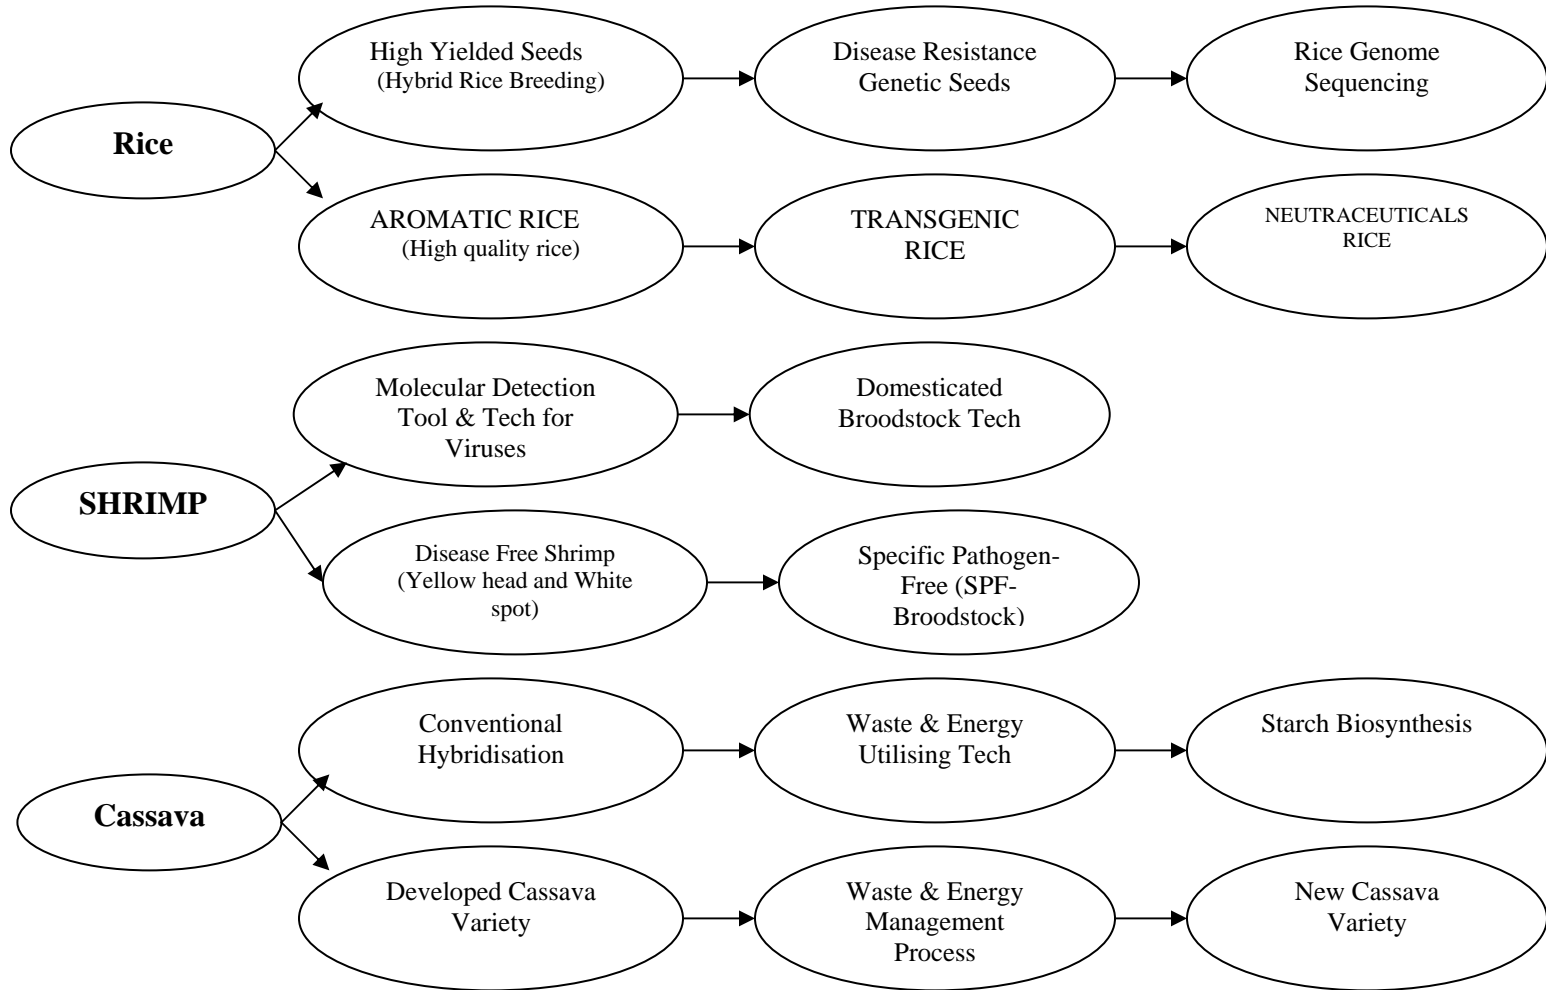 High Yielded Seeds
(Hybrid Rice Breeding)
Disease Resistance
Genetic Seeds
Rice Genome
Sequencing
Rice
AROMATIC RICE
(High quality rice)
TRANSGENIC
RICE
NEUTRACEUTICALS
RICE
Molecular Detection
Tool & Tech for
Viruses
Domesticated
Broodstock Tech
SHRIMP
Disease Free Shrimp
(Yellow head and White
spot)
Specific Pathogen-
Free (SPF-
Broodstock)
Conventional
Hybridisation
Waste & Energy
Utilising Tech
Starch Biosynthesis
Cassava
Developed Cassava
Variety
Waste & Energy
Management
Process
New Cassava
Variety